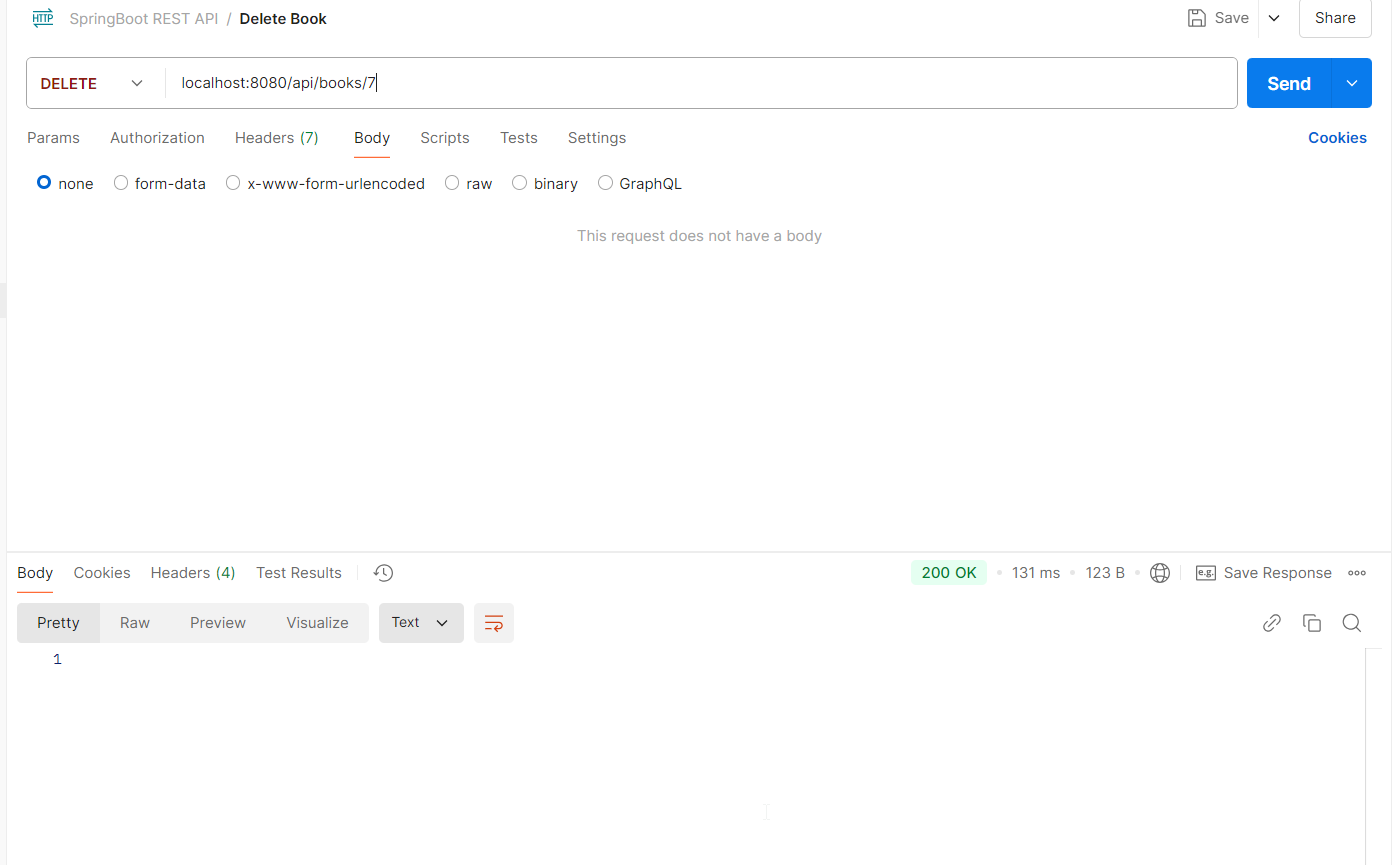 HTTP SpringBoot REST API / Delete Book Save Share
DELETE localhost:8080/api/books/7 Send
Params Authorization Headers (7) Body Scripts Tests Settings Cookies
none form-data x-www-form-urlencoded raw binary GraphQL
This request does not have a body
Body Cookies Headers (4) Test Results 200 OK 131 ms 123 B e.g. Save Response
Pretty Raw Preview Visualize Text
1